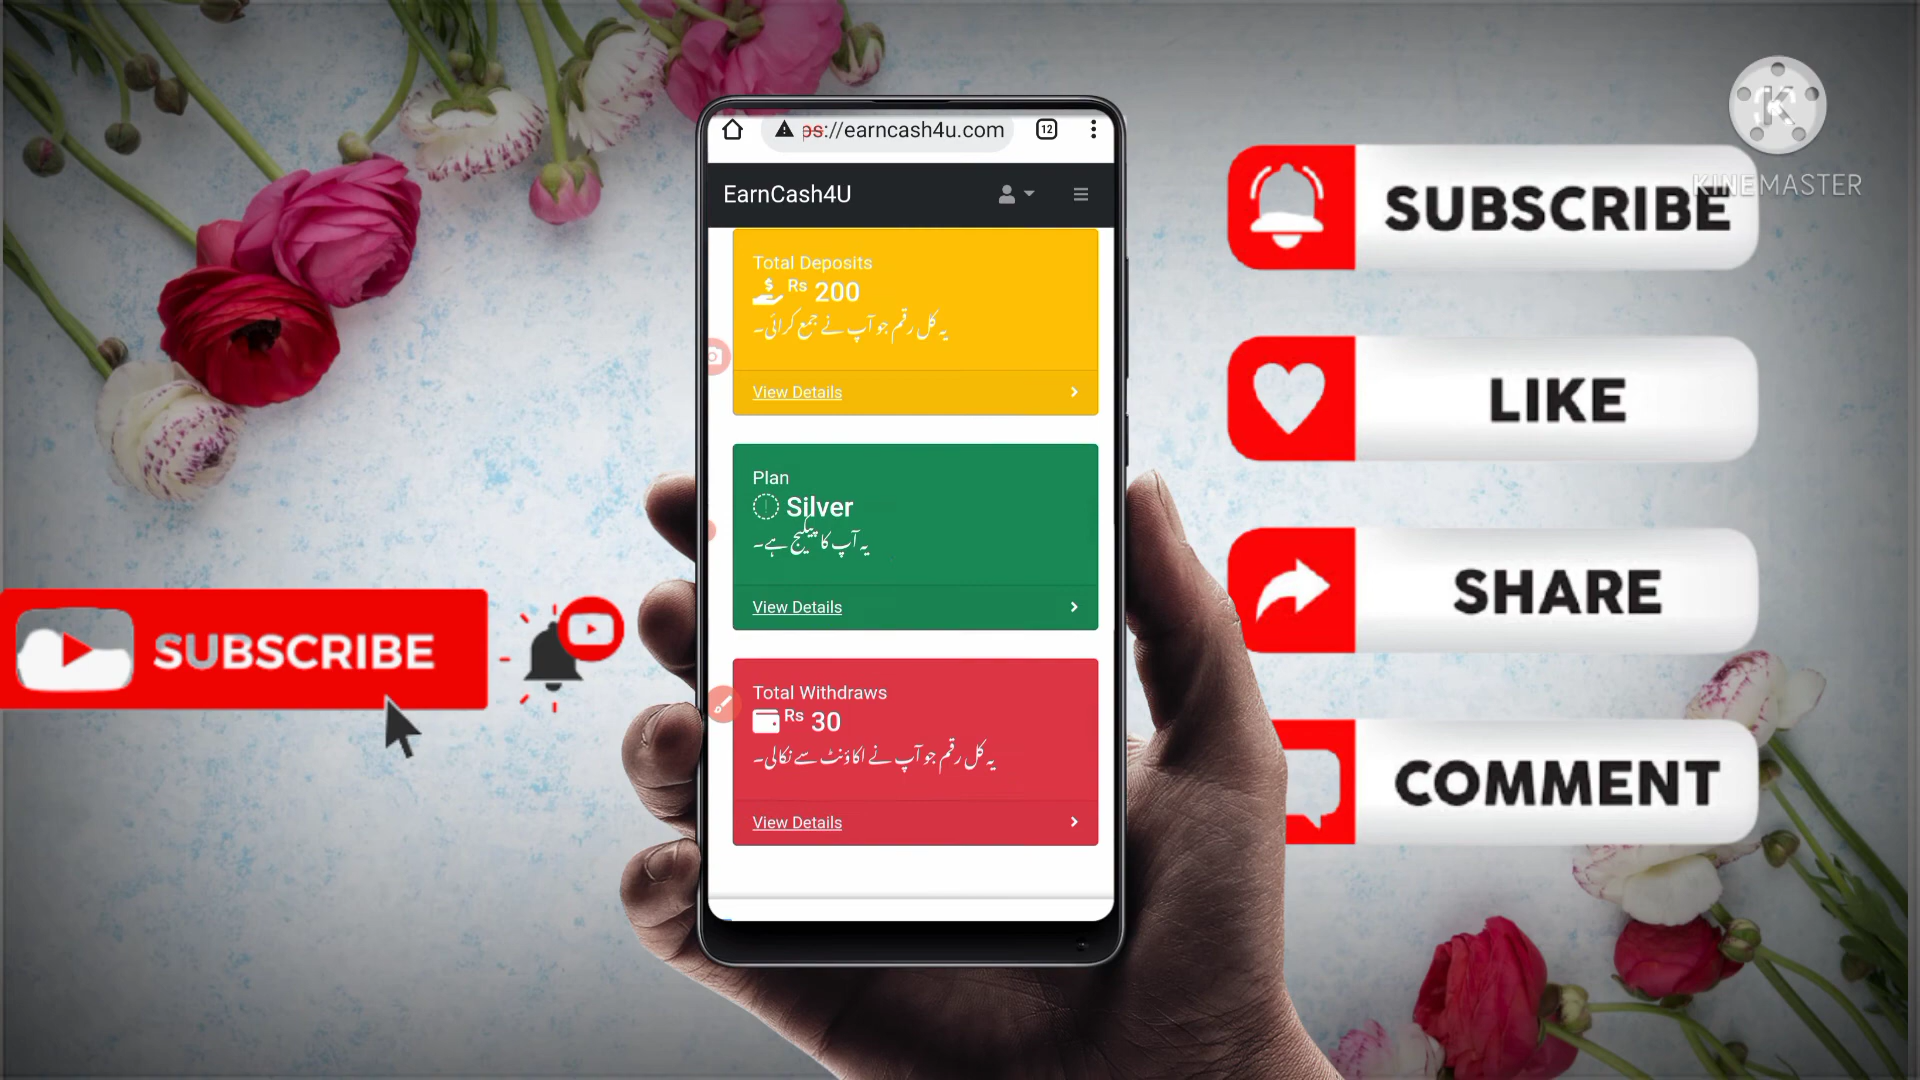 KINEMASTER
ps://earncash4u.com
12
EarnCash4U
Total Deposits
Rs 200
یہ کل رقم جو آپ نے جمع کرائی۔
View Details
Plan
Silver
یہ آپ کا پیکیج ہے۔
View Details
Total Withdraws
Rs 30
یہ کل رقم جو آپ نے اکاؤنٹ سے نکالی۔
View Details
SUBSCRIBE
SUBSCRIBE
LIKE
SHARE
COMMENT